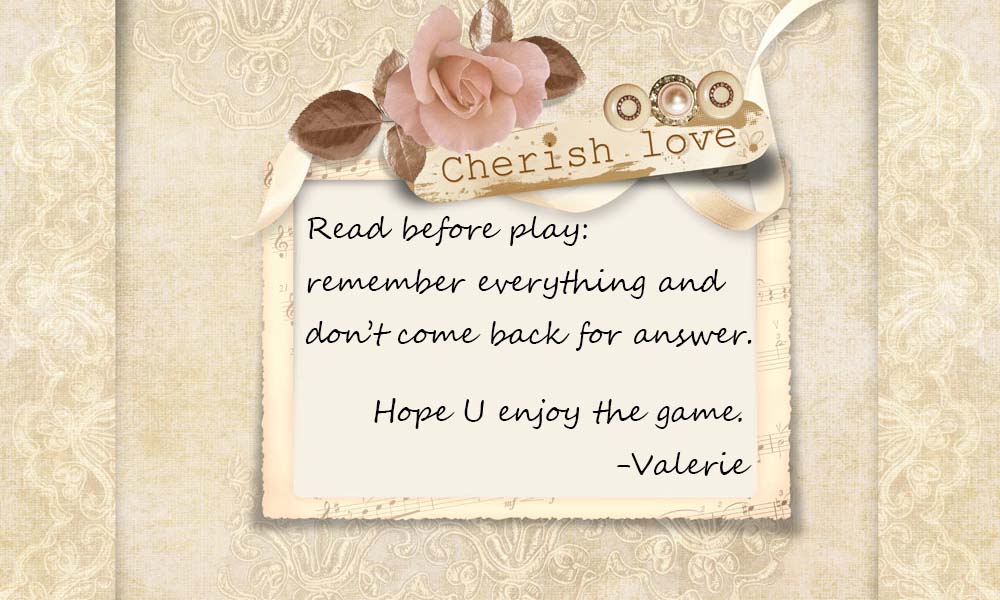 Cherish love
Read before play:
remember everything and
don't come back for answer.
Hope U enjoy the game.
-Valerie